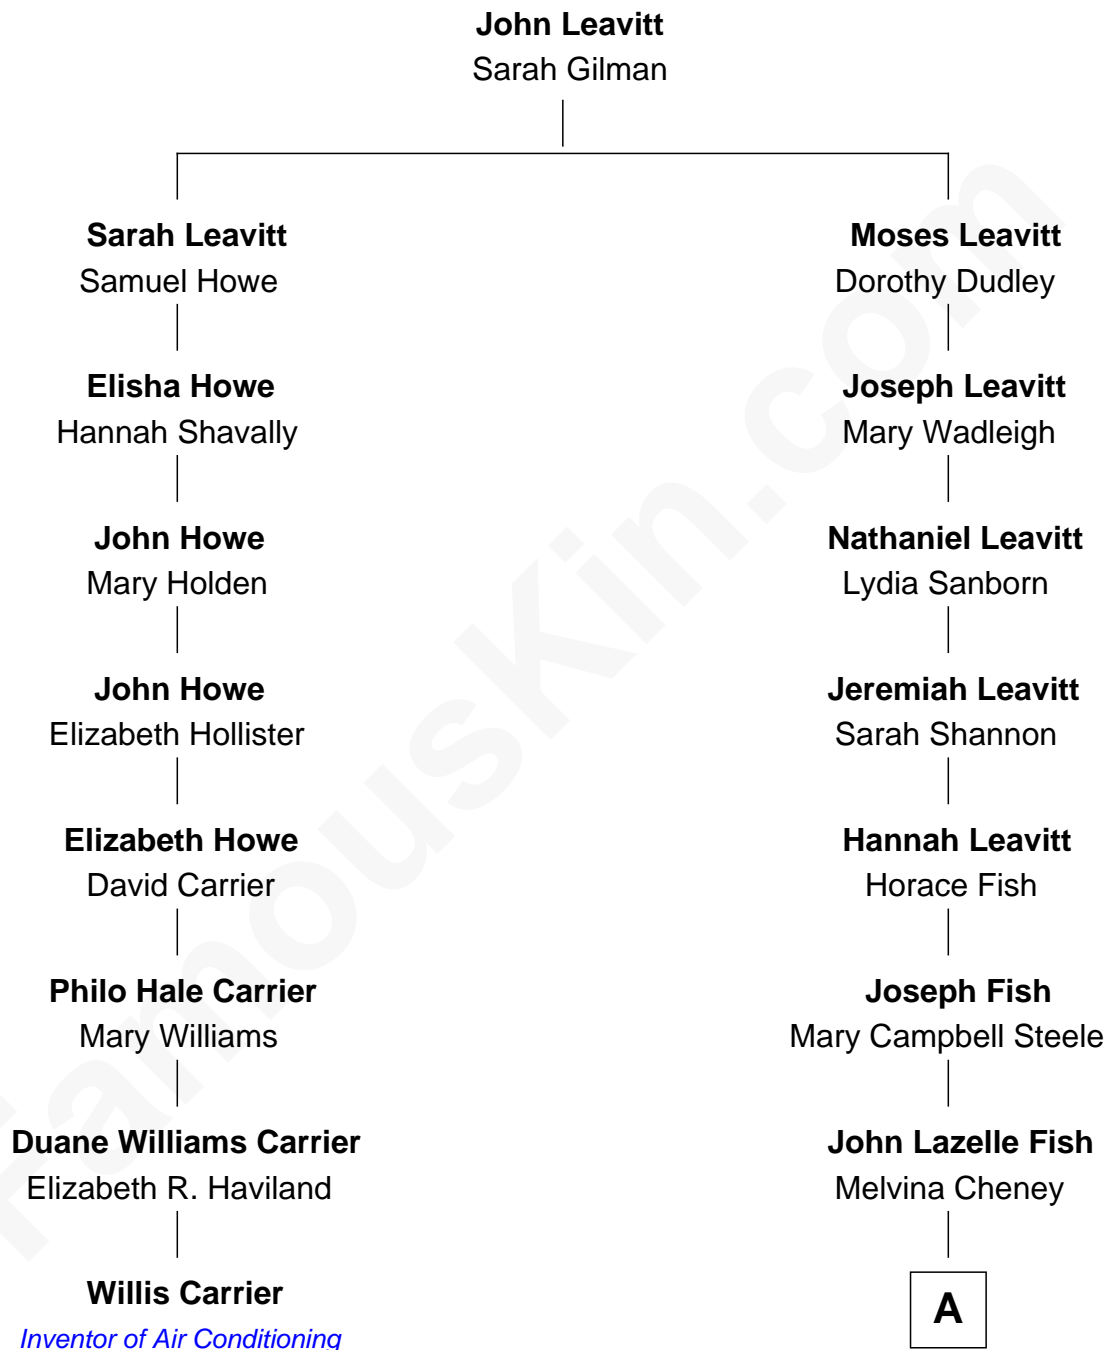 John Leavitt
Sarah Gilman
Sarah Leavitt
Samuel Howe
Elisha Howe
Hannah Shavally
John Howe
Mary Holden
John Howe
Elizabeth Hollister
Elizabeth Howe
David Carrier
Philo Hale Carrier
Mary Williams
Duane Williams Carrier
Elizabeth R. Haviland
Willis Carrier
Inventor of Air Conditioning
Moses Leavitt
Dorothy Dudley
Joseph Leavitt
Mary Wadleigh
Nathaniel Leavitt
Lydia Sanborn
Jeremiah Leavitt
Sarah Shannon
Hannah Leavitt
Horace Fish
Joseph Fish
Mary Campbell Steele
John Lazelle Fish
Melvina Cheney
A
FamousKin.com